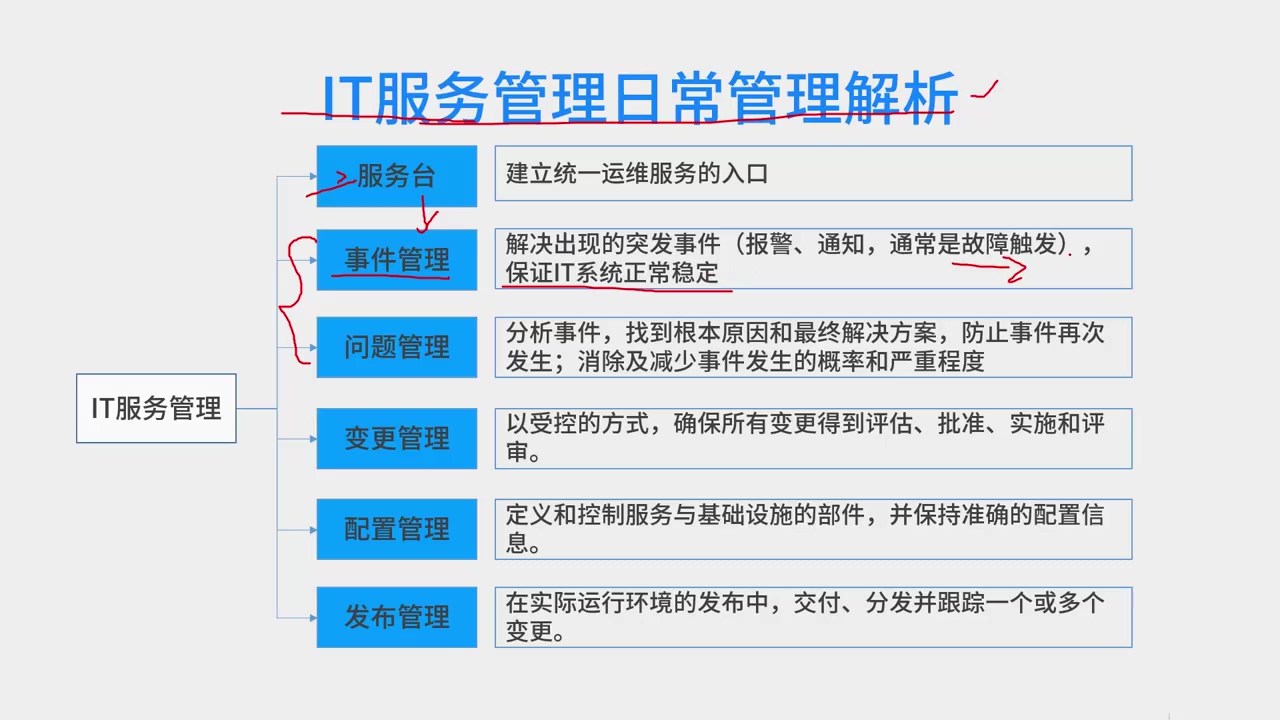 IT服务管理日常管理解析
服务台
建立统一运维服务的入口
事件管理
解决出现的突发事件（报警、通知，通常是故障触发），
保证IT系统正常稳定
问题管理
分析事件，找到根本原因和最终解决方案，防止事件再次
发生；消除及减少事件发生的概率和严重程度
IT服务管理
变更管理
以受控的方式，确保所有变更得到评估、批准、实施和评
审。
配置管理
定义和控制服务与基础设施的部件，并保持准确的配置信
息。
发布管理
在实际运行环境的发布中，交付、分发并跟踪一个或多个
变更。